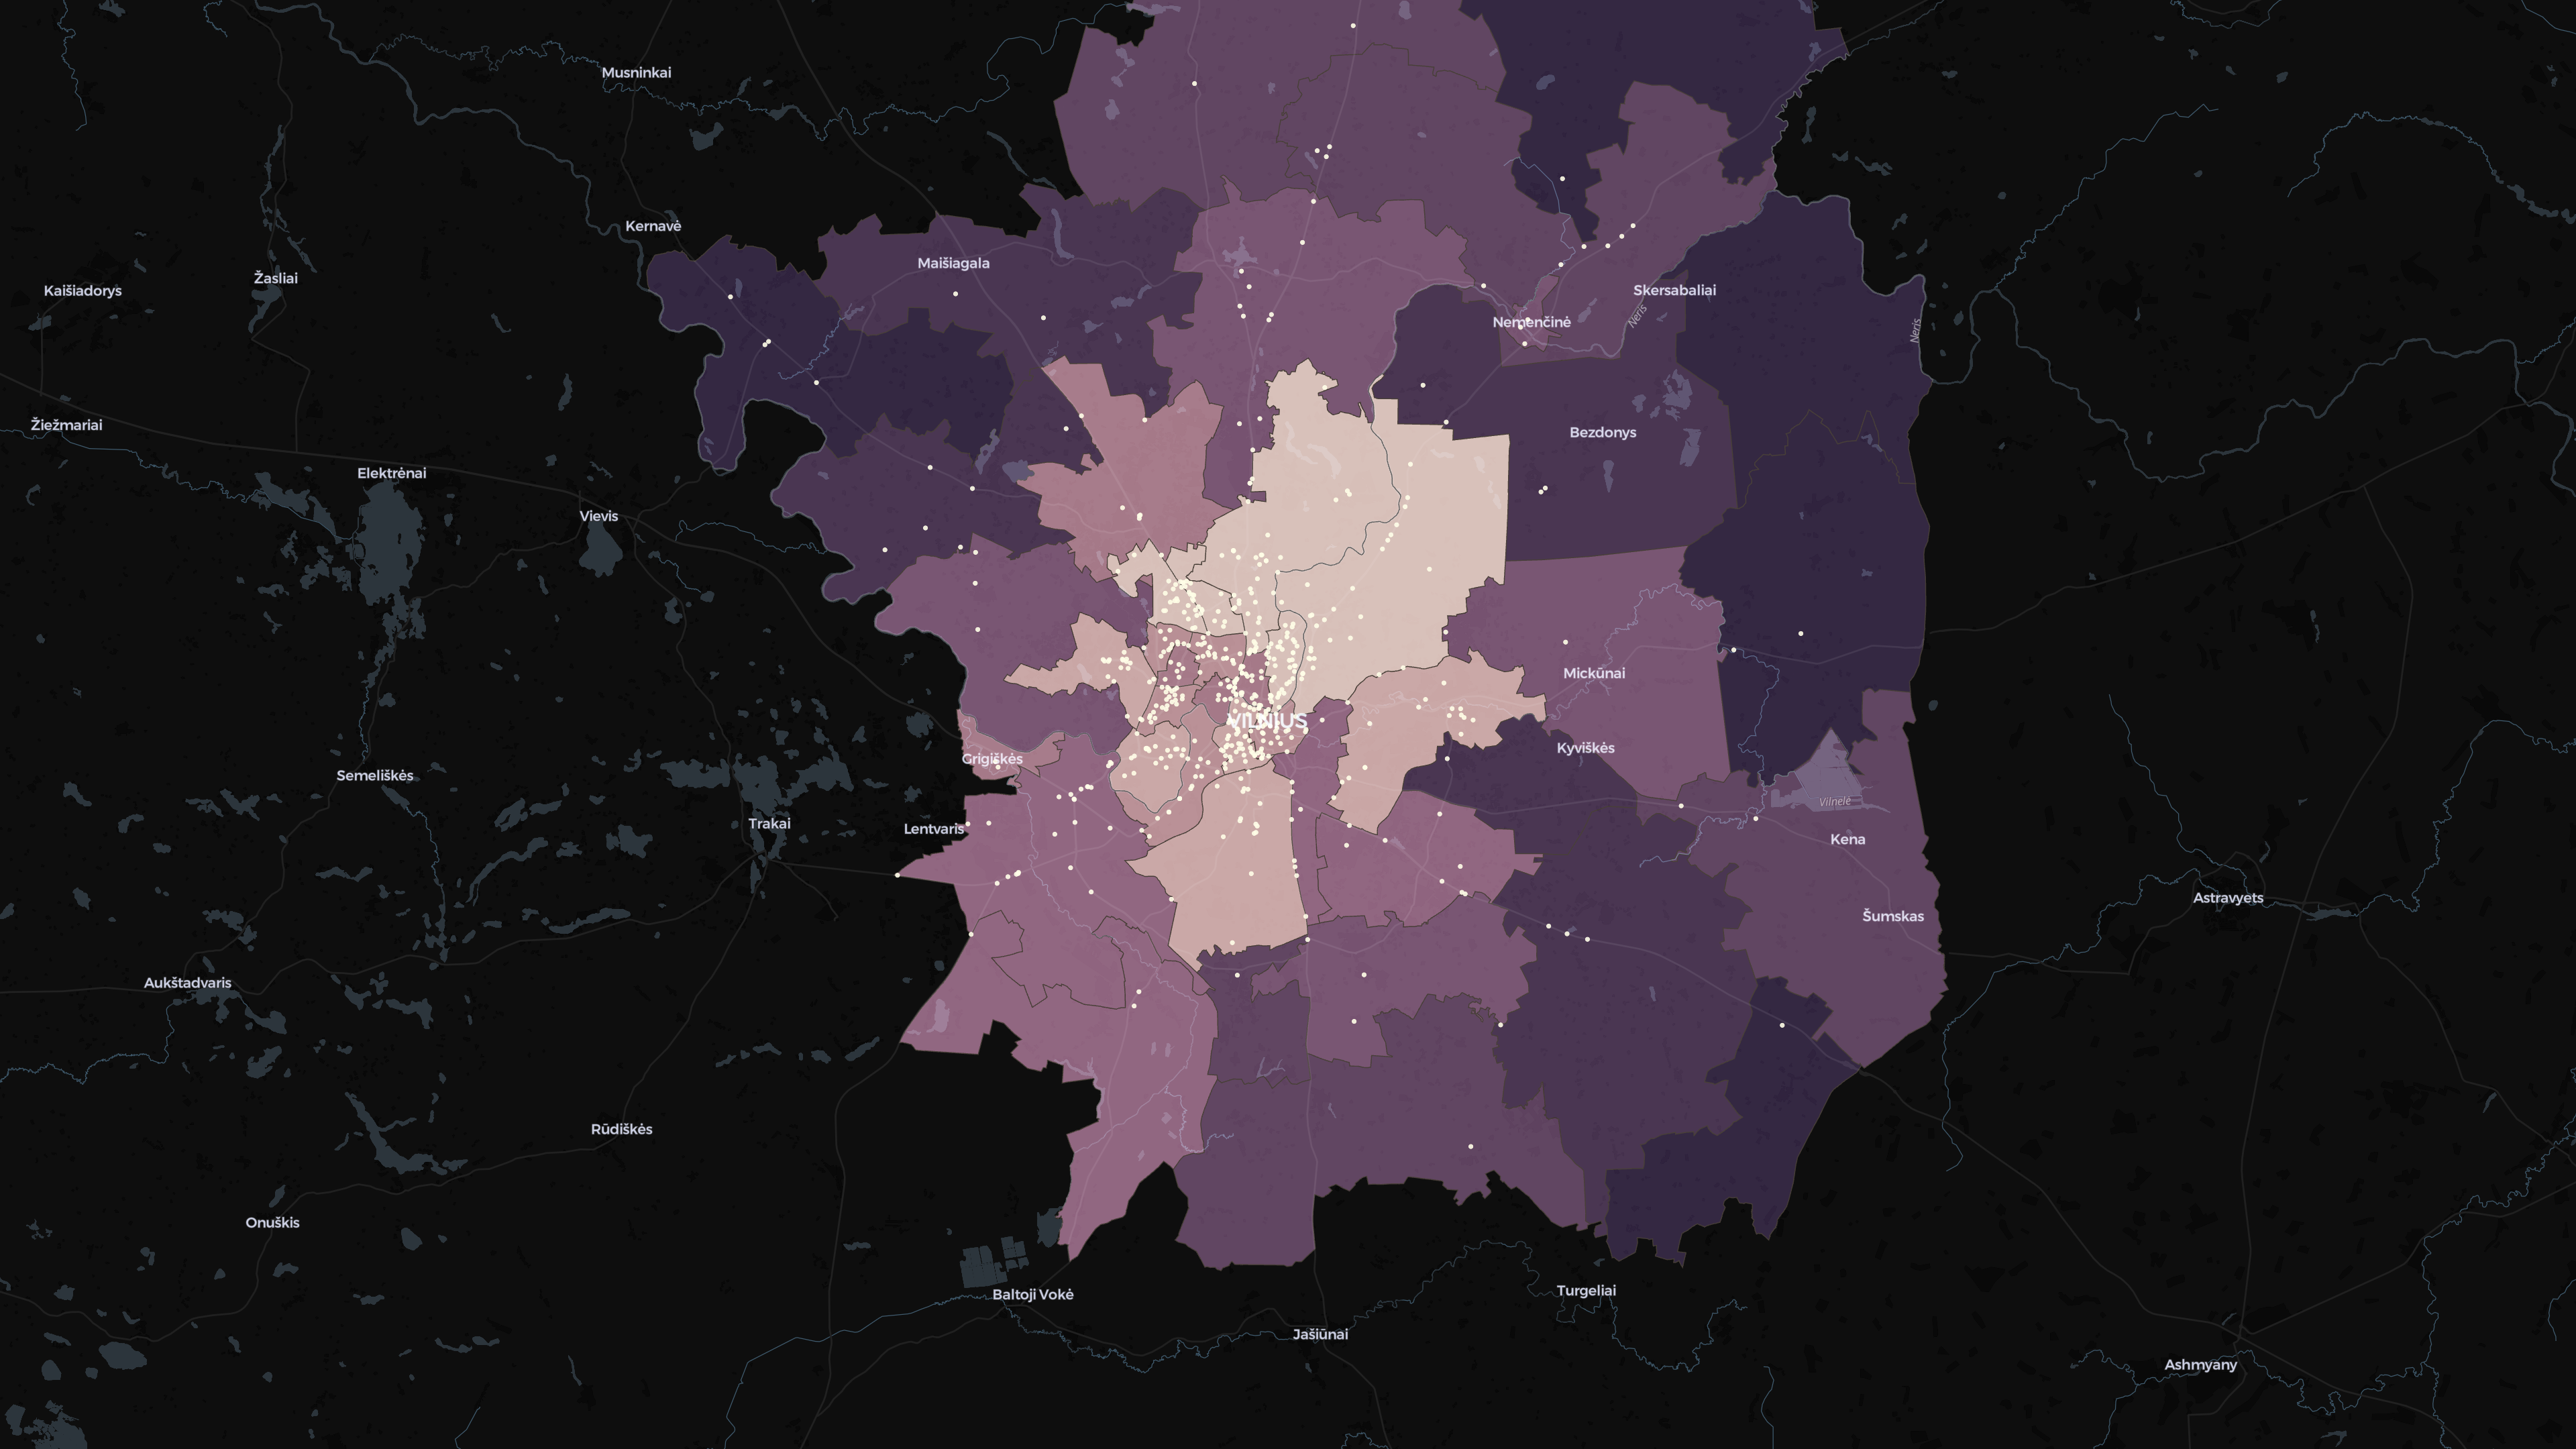 Musninkai
Kernavė
Maišiagala
Žasliai
Kaišiadorys
Skersabaliai
Neris
Nemenčinė
Neris
Žiežmariai
Bezdonys
Elektrėnai
Vievis
Mickūnai
VILNIUS
Kyviškės
Grigiškės
Semeliškės
Vilnelė
Trakai
Lentvaris
Kena
Astravyets
Šumskas
Aukštadvaris
Rūdiškės
Onuškis
Turgeliai
Baltoji Vokė
Jašiūnai
Ashmyany